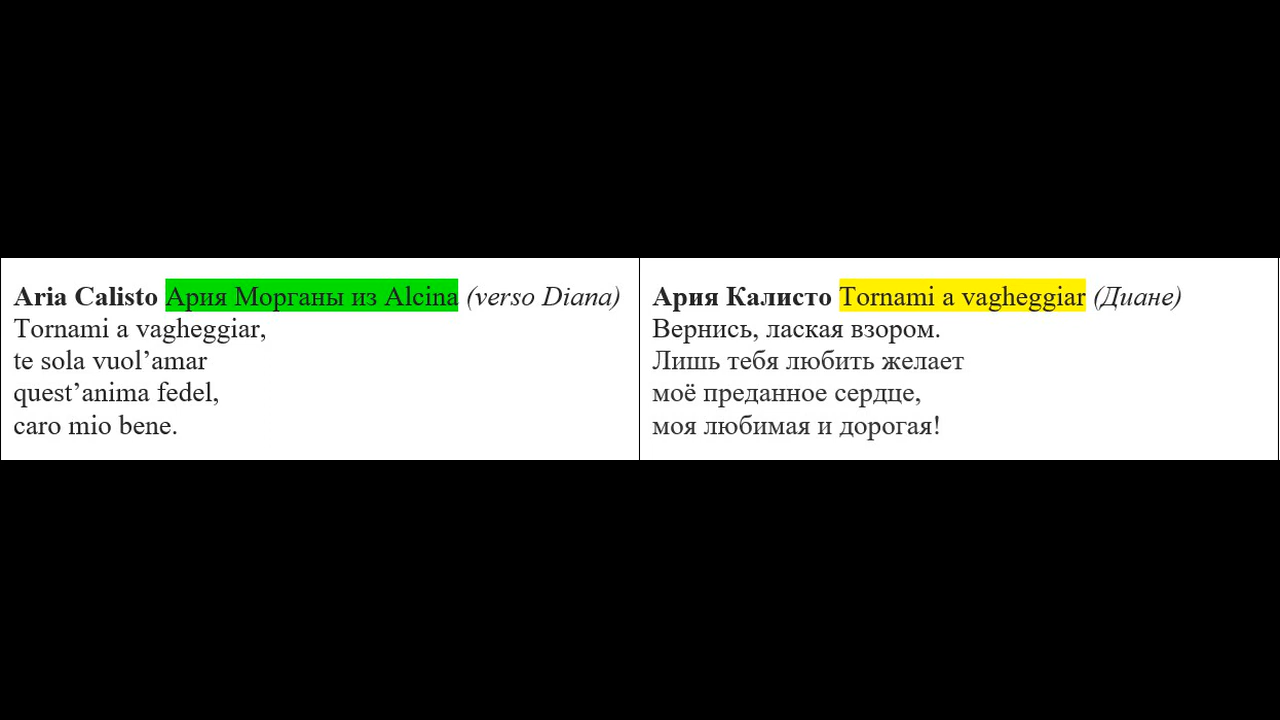 Aria Calisto Ария Морганы из Alcina (verso Diana)
Tornami a vagheggiar,
te sola vuol’amar
quest’anima fedel,
caro mio bene.
Ария Калисто Tornami a vagheggiar (Диане)
Вернись, лаская взором.
Лишь тебя любить желает
моё преданное сердце,
моя любимая и дорогая!